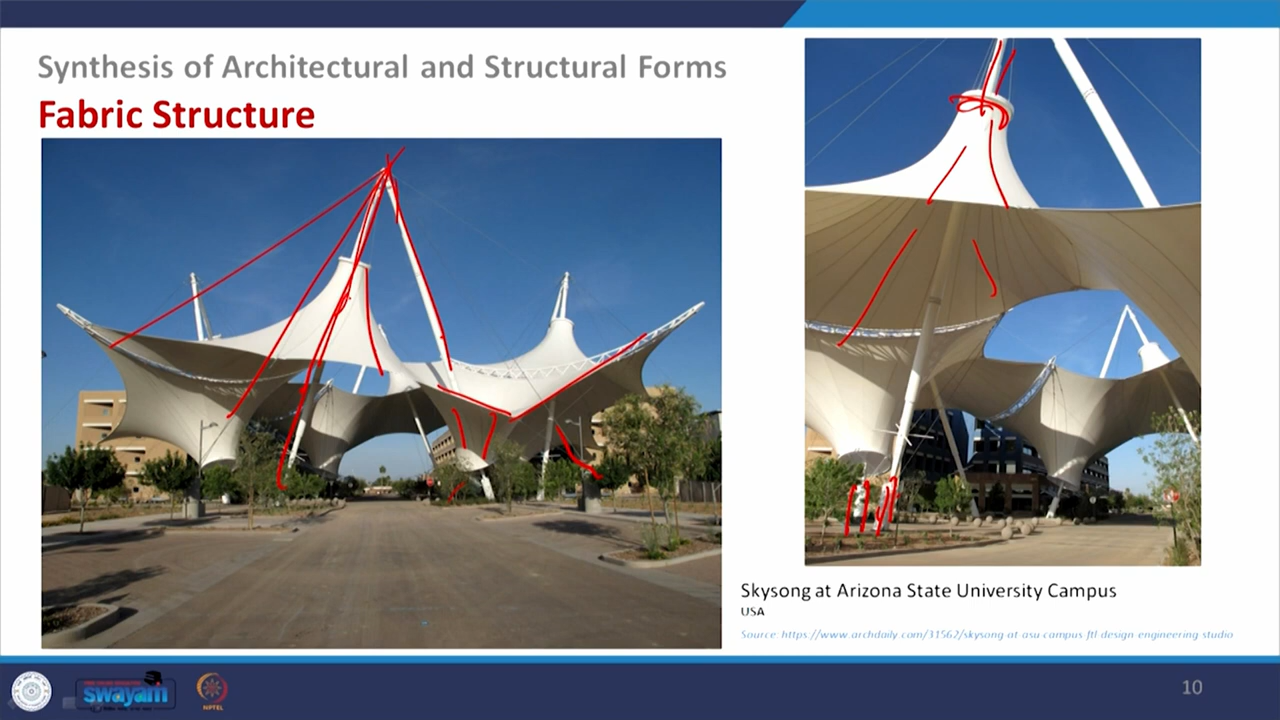 Synthesis of Architectural and Structural Forms
Fabric Structure
Skysong at Arizona State University Campus
USA
Source: https://www.archdaily.com/31562/skysong-at-asu-campus-ftl-design-engineering-studio
swayam
NPTEL
10